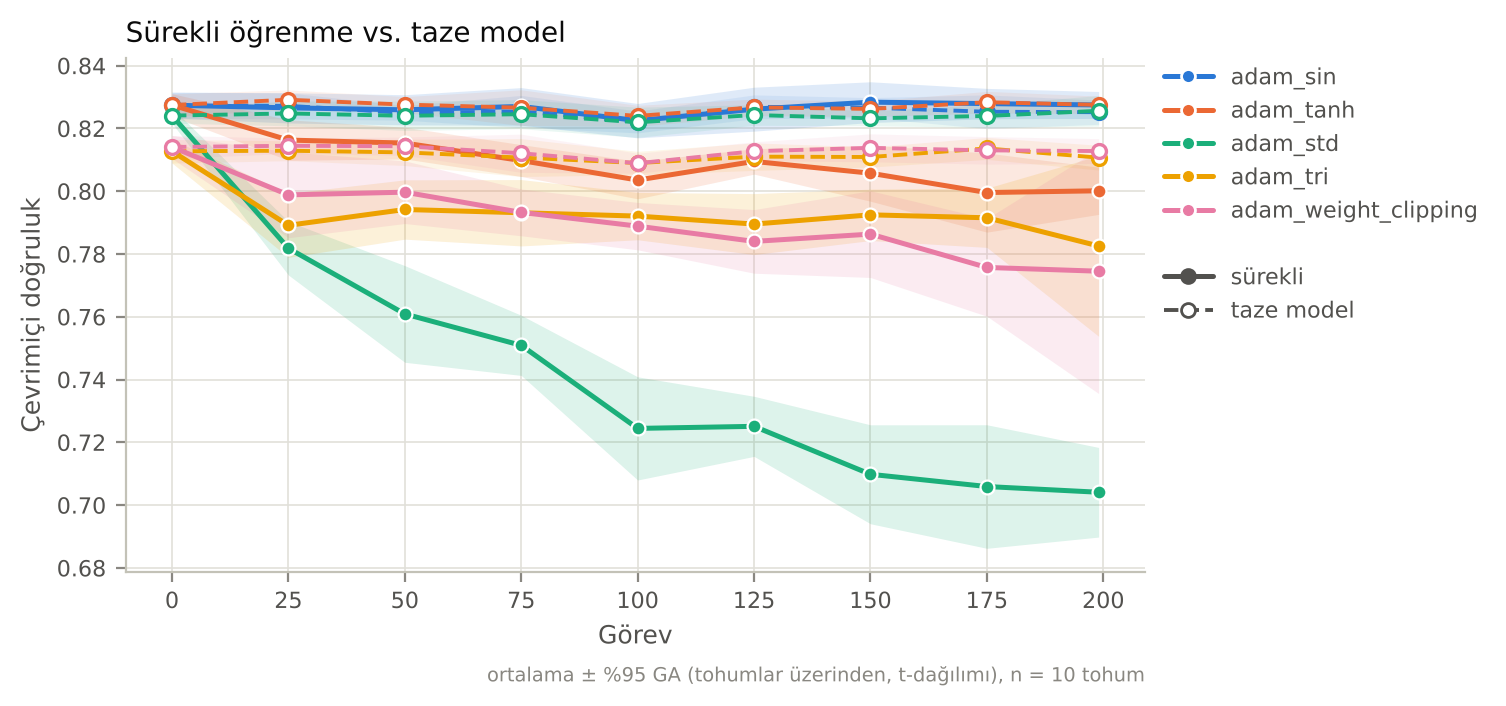 Sürekli öğrenme vs. taze model
0.84
0.82
0.80
0.78
0.76
0.74
0.72
0.70
0.68
Çevrimiçi doğruluk
0 25 50 75 100 125 150 175 200
Görev
adam_sin
adam_tanh
adam_std
adam_tri
adam_weight_clipping
sürekli
taze model
ortalama ± %95 GA (tohumlar üzerinden, t-dağılımı), n = 10 tohum